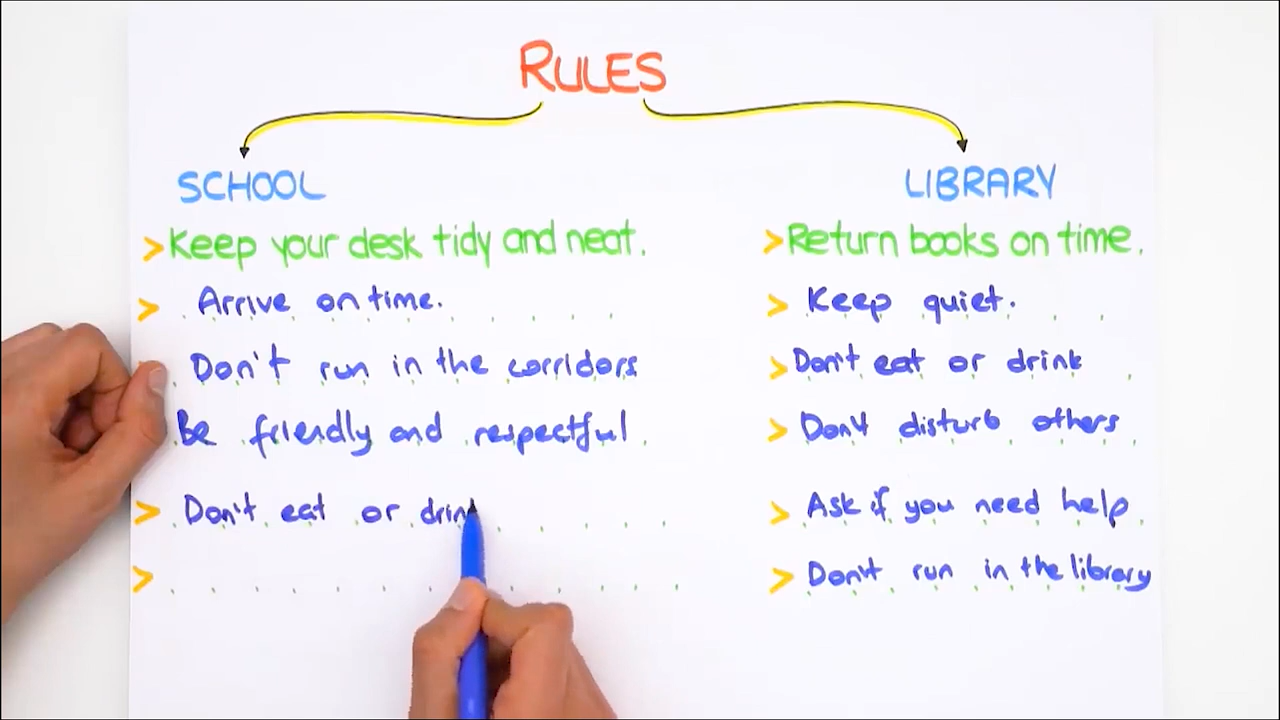 RULES
SCHOOL
> Keep your desk tidy and neat.
> Arrive on time.
Don't run in the corridors
Be friendly and respectful
> Don't eat or drin
>
LIBRARY
> Return books on time.
> Keep quiet.
> Don't eat or drink
> Don't disturb others
> Ask if you need help
> Don't run in the library